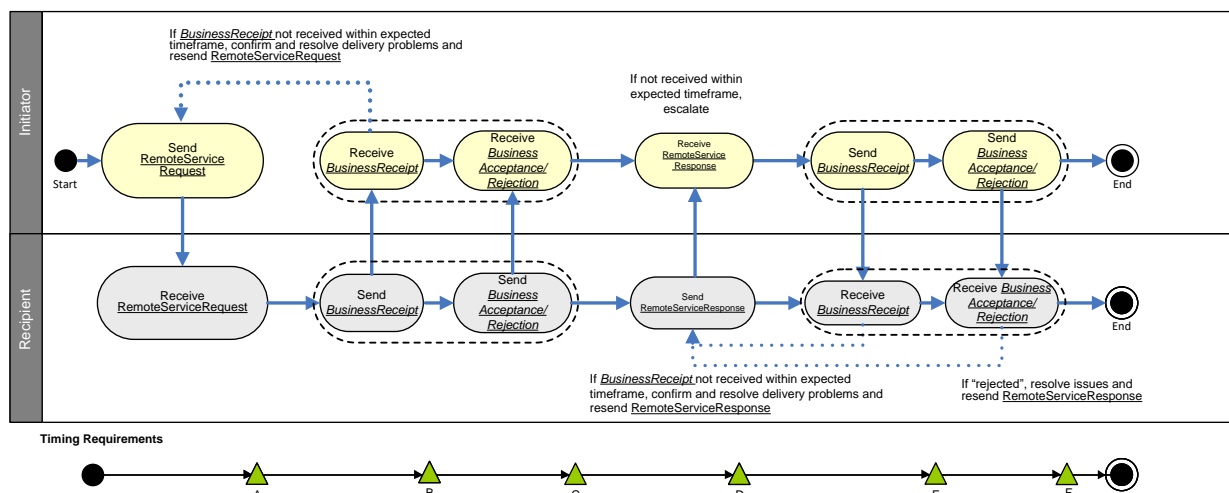 If BusinessReceipt not received within expected
timeframe, confirm and resolve delivery problems and
resend RemoteServiceRequest
If not received within
expected timeframe,
escalate
Initiator
Start
Send
RemoteService
Request
Receive
BusinessReceipt
Receive
Business
Acceptance/
Rejection
Receive
RemoteService
Response
Send
BusinessReceipt
Send
Business
Acceptance/
Rejection
End
Recipient
Receive
RemoteServiceRequest
Send
BusinessReceipt
Send
Business
Acceptance/
Rejection
Send
RemoteServiceResponse
Receive
BusinessReceipt
Receive Business
Acceptance/
Rejection
End
If BusinessReceipt not received within expected
timeframe, confirm and resolve delivery problems and
resend RemoteServiceResponse
If “rejected”, resolve issues and
resend RemoteServiceResponse
Timing Requirements